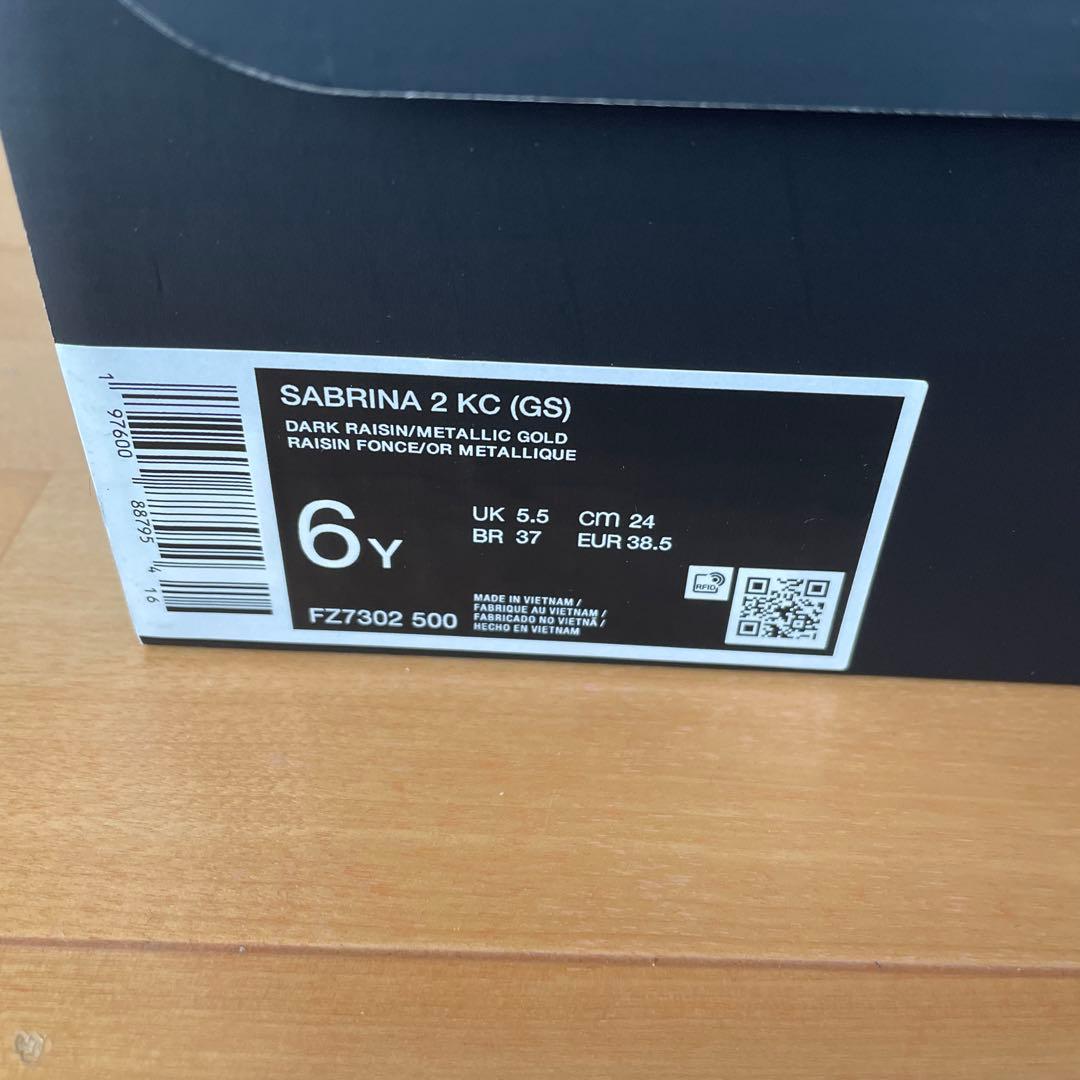 SABRINA 2 KC (GS)
DARK RAISIN/METALLIC GOLD
RAISIN FONCE/OR METALLIQUE
6Y
UK 5.5 cm 24
BR 37 EUR 38.5
FZ7302 500
MADE IN VIETNAM /
FABRIQUE AU VIETNAM /
FABRICADO NO VIETNÃ /
HECHO EN VIETNAM
RFID
1 97600 88795 4 16